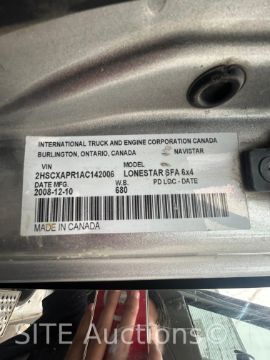 INTERNATIONAL TRUCK AND ENGINE CORPORATION CANADA
BURLINGTON, ONTARIO, CANADA NAVISTAR
VIN MODEL
2HSCXAPR1AC142006 LONESTAR SFA 6x4
DATE MFG. W.B. PD LOC - DATE
2008-12-10 680
MADE IN CANADA
SITE Auctions